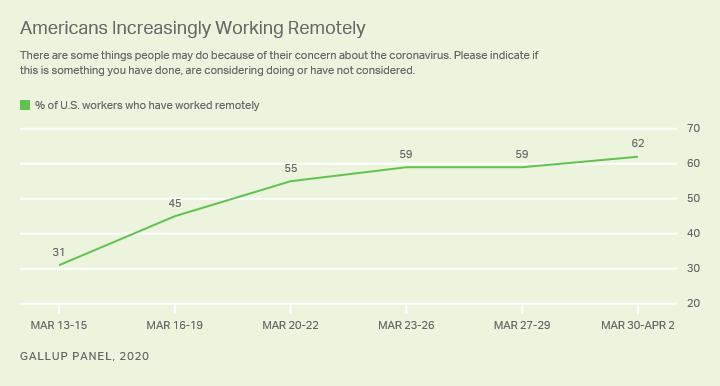 Americans Increasingly Working Remotely
There are some things people may do because of their concern about the coronavirus. Please indicate if
this is something you have done, are considering doing or have not considered.
% of U.S. workers who have worked remotely
70
62
59
59
60
55
50
45
40
31
30
20
MAR 13-15 MAR 16-19 MAR 20-22 MAR 23-26 MAR 27-29 MAR 30-APR 2
GALLUP PANEL, 2020